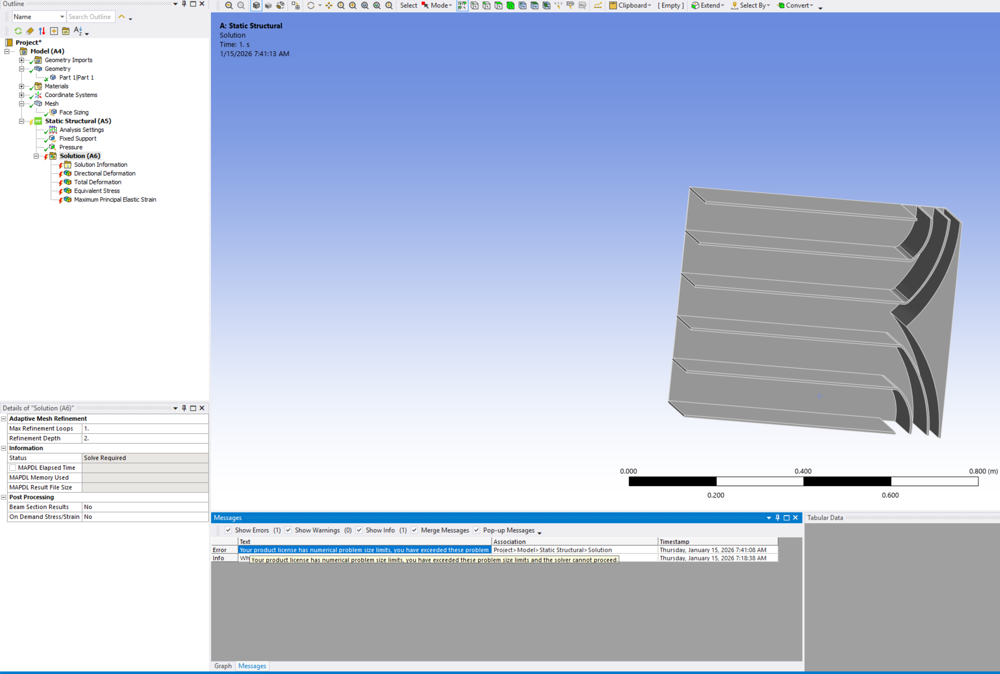 Outline
Name
Search Outline
Project*
Model (A4)
Geometry Imports
Geometry
Part 1|Part 1
Materials
Coordinate Systems
Mesh
Face Sizing
Static Structural (A5)
Analysis Settings
Fixed Support
Pressure
Solution (A6)
Solution Information
Directional Deformation
Total Deformation
Equivalent Stress
Maximum Principal Elastic Strain
Details of "Solution (A6)"
Adaptive Mesh Refinement
Max Refinement Loops 1.
Refinement Depth 2.
Information
Status Solve Required
MAPDL Elapsed Time
MAPDL Memory Used
MAPDL Result File Size
Post Processing
Beam Section Results No
On Demand Stress/Strain No
Select Mode Clipboard [ Empty ] Extend Select By Convert
A: Static Structural
Solution
Time: 1. s
1/15/2026 7:41:13 AM
0.000 0.400 0.800 (m)
0.200 0.600
Messages
Show Errors (1) Show Warnings (0) Show Info (1) Merge Messages Pop-up Messages
Text Association Timestamp
Error Your product license has numerical problem size limits, you have exceeded these problem Project>Model>Static Structural>Solution Thursday, January 15, 2026 7:41:08 AM
Info Wh Thursday, January 15, 2026 7:18:38 AM
Your product license has numerical problem size limits, you have exceeded these problem size limits and the solver cannot proceed.
Graph Messages
Tabular Data